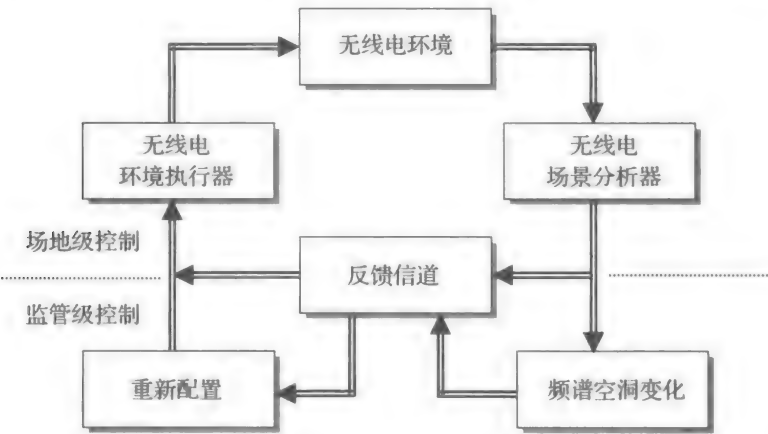 无线电环境
无线电
环境执行器
无线电
场景分析器
场地级控制
反馈信道
监管级控制
重新配置
频谱空洞变化